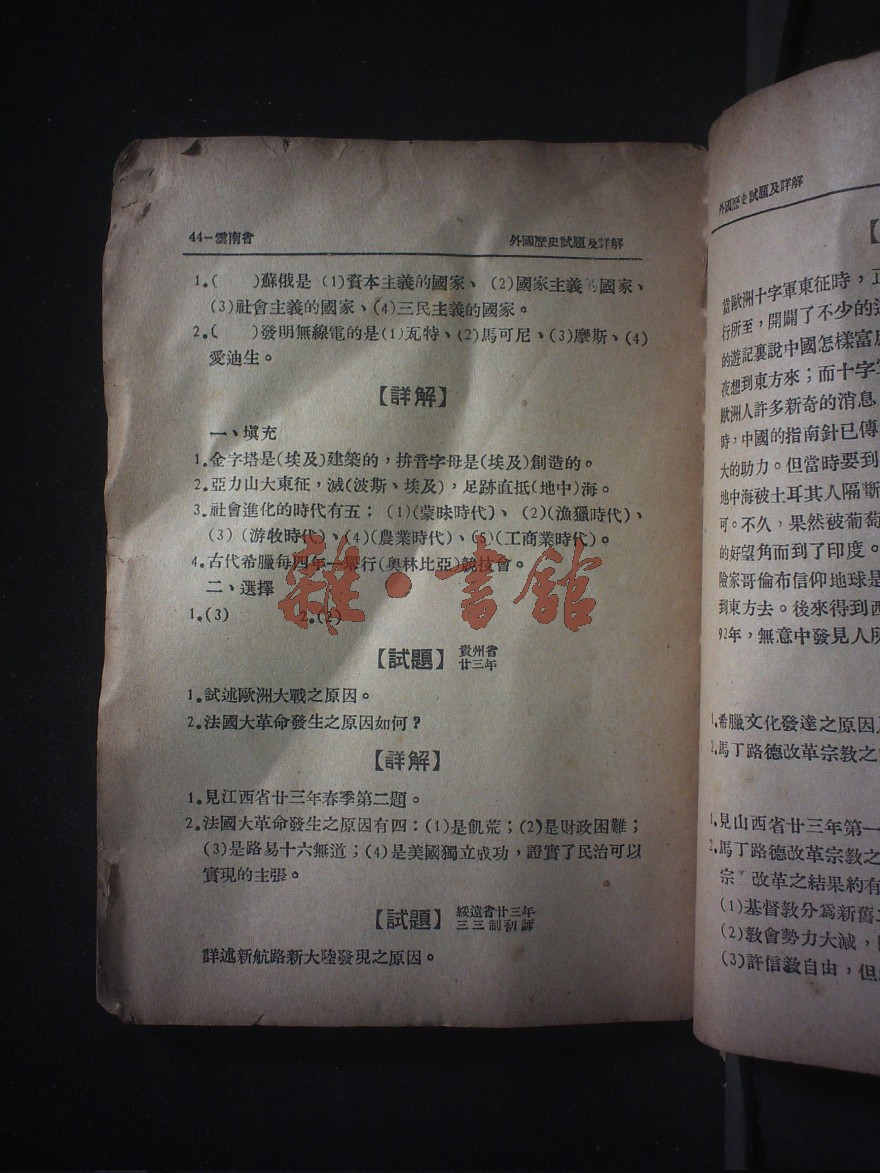 44—雲南省 外國歷史試題及詳解
1.( )蘇俄是 (1)資本主義的國家、 (2)國家主義的國家、
(3)社會主義的國家、(4)三民主義的國家。
2.( )發明無線電的是(1)瓦特、(2)馬可尼、(3)摩斯、(4)
愛迪生。
【詳解】
一、塡充
1.金字塔是(埃及)建築的，拚音字母是(埃及)創造的。
2.亞力山大東征，滅(波斯、埃及)，足跡直抵(地中)海。
3.社會進化的時代有五： (1)(蒙昧時代)、 (2)(漁獵時代)、
(3) (游牧時代)、(4)(農業時代)、(5)(工商業時代)。
4.古代希臘每四年一舉行(奧林比亞)競技會。
二、選擇
1.(3) 2.(2)
【試題】 貴州省 廿三年
1.試述歐洲大戰之原因。
2.法國大革命發生之原因如何？
【詳解】
1.見江西省廿三年春季第二題。
2.法國大革命發生之原因有四：(1)是飢荒；(2)是財政困難；
(3)是路易十六無道；(4)是美國獨立成功，證實了民治可以
實現的主張。
【試題】 綏遠省廿三年 三三制初師
詳述新航路新大陸發現之原因。
雜·書館
外國歷史試題及詳解
【
當歐洲十字軍東征時，
行所至，開闢了不少的
的遊記裏說中國怎樣富
夜想到東方來；而十字
歐洲人許多新奇的消息
時，中國的指南針已傳
大的助力。但當時要到
地中海被土耳其人隔斷
可。不久，果然被葡萄
的好望角而到了印度。
險家哥倫布信仰地球是
到東方去。後來得到西
92年，無意中發見人所
1.希臘文化發達之原因
2.馬丁路德改革宗教之
1.見山西省廿三年第一
2.馬丁路德改革宗教之
宗 改革之結果約有
(1)基督教分爲新舊
(2)教會勢力大減，
(3)許信教自由，但